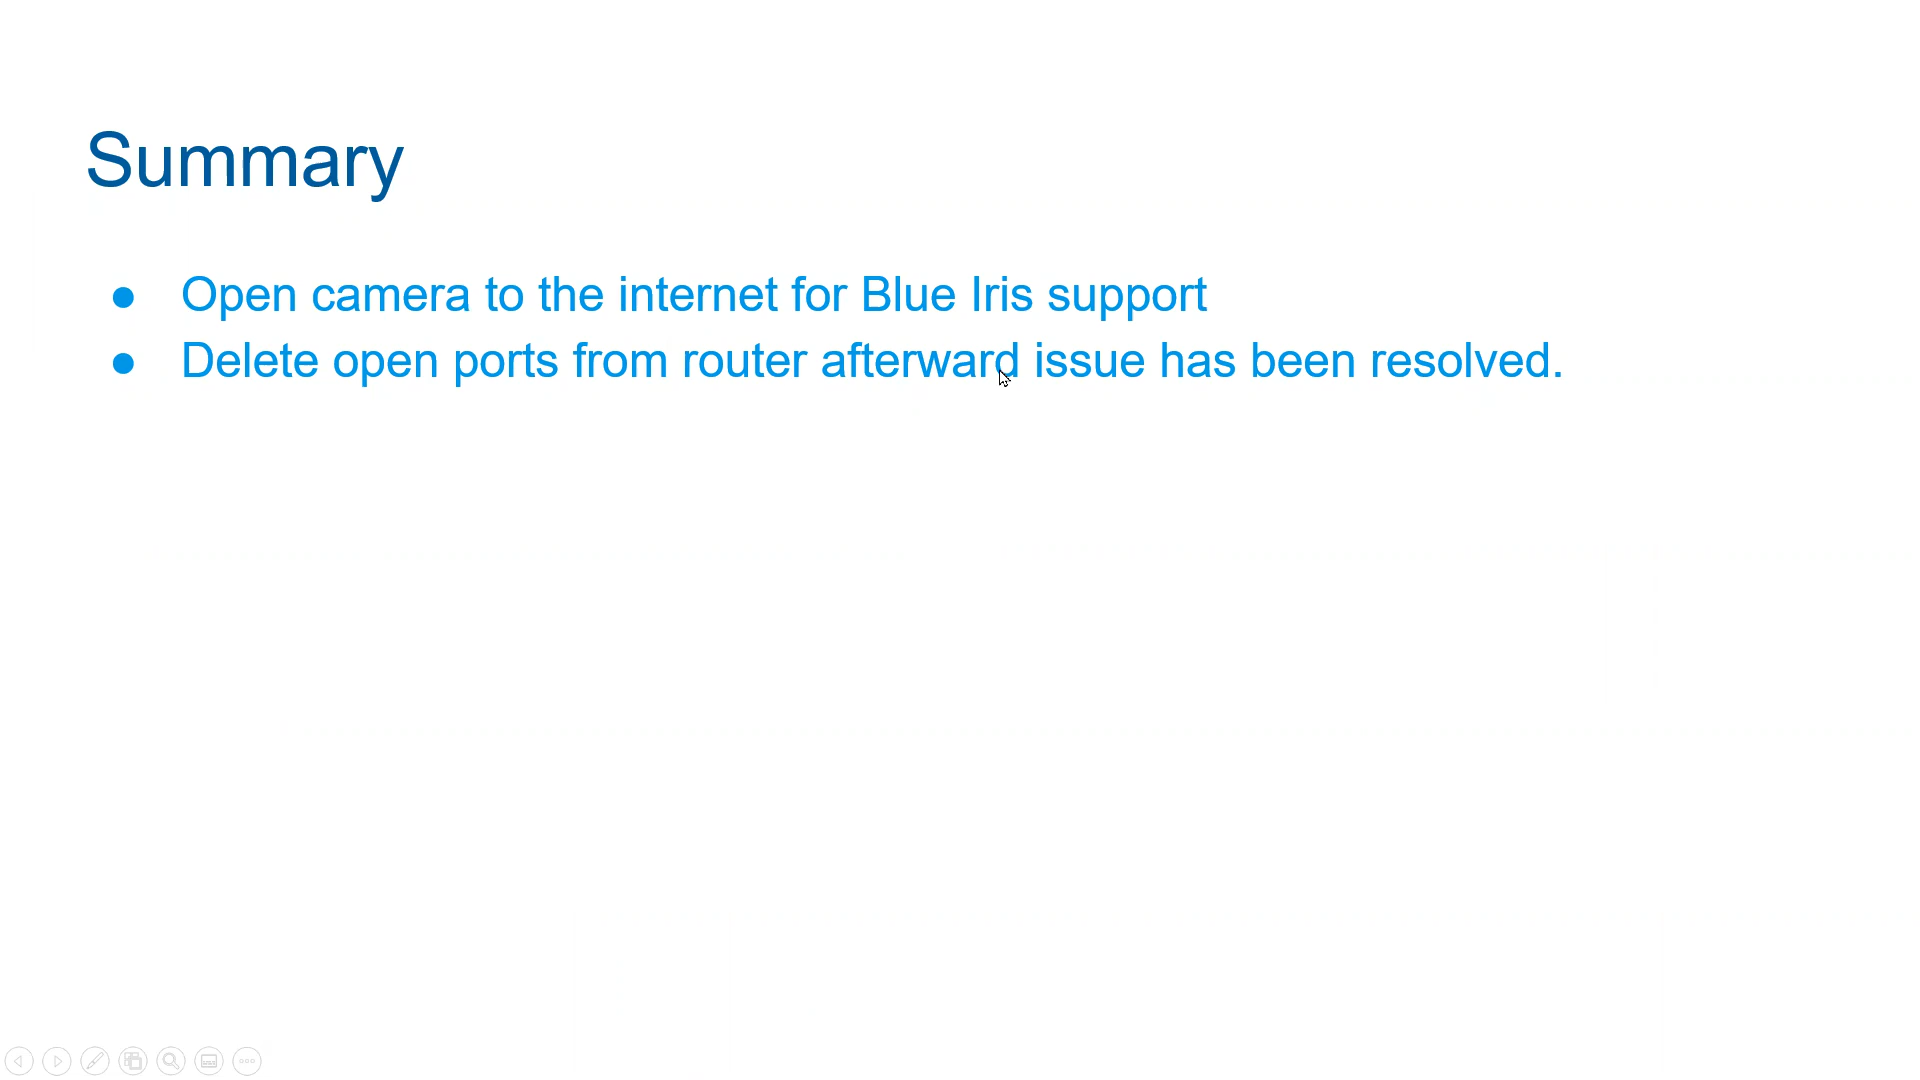 Summary
● Open camera to the internet for Blue Iris support
● Delete open ports from router afterward issue has been resolved.